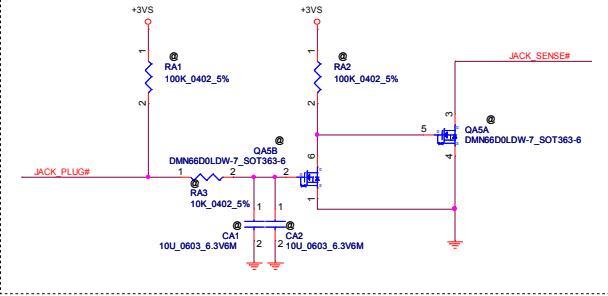 +3VS
+3VS
1
@
RA1
100K_0402_5%
2
1
@
RA2
100K_0402_5%
2
JACK_SENSE#
3
@
QA5A
DMN66D0LDW-7_SOT363-6
5
4
@
QA5B
DMN66D0LDW-7_SOT363-6
6
JACK_PLUG#
1
2
2
@
RA3
10K_0402_5%
1
@
1
1
@
CA1
2
2
CA2
10U_0603_6.3V6M
10U_0603_6.3V6M